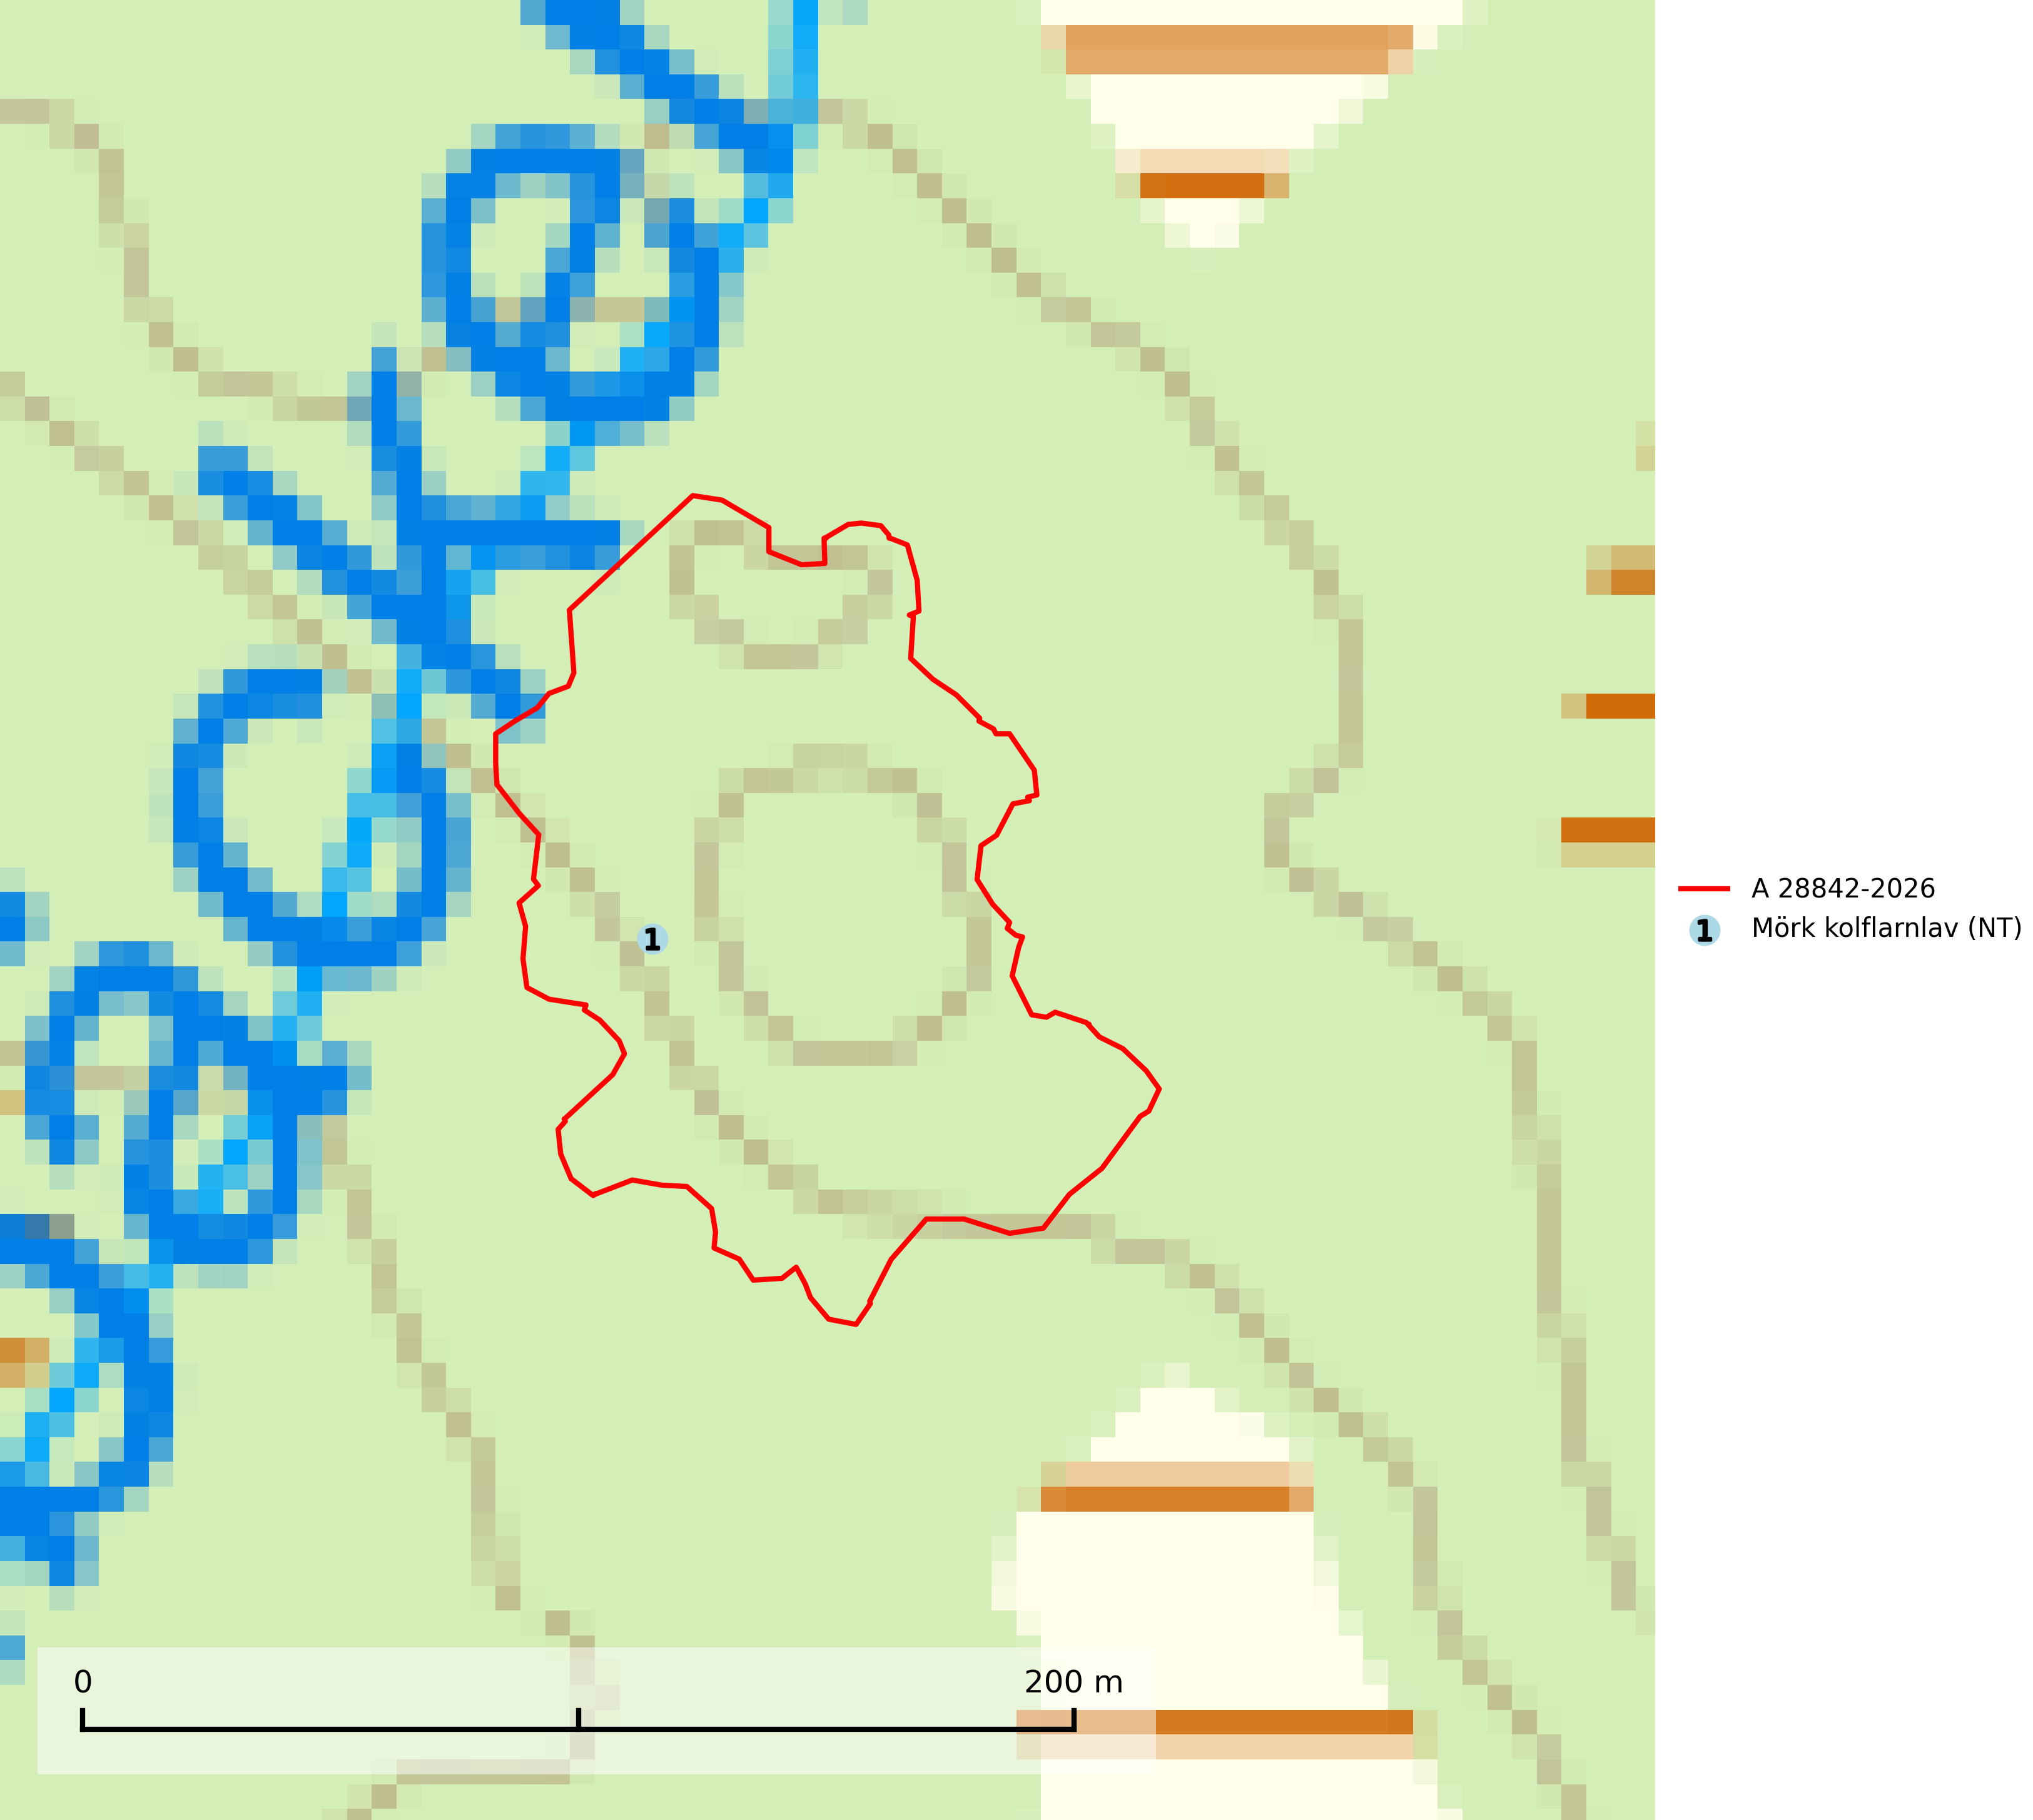 1
A 28842-2026
1 Mörk kolflarnlav (NT)
0 200 m